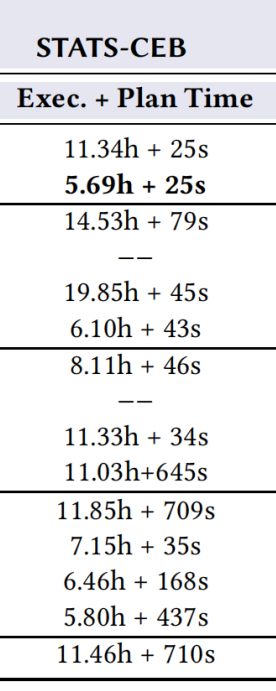 STATS-CEB
Exec. + Plan Time
11.34h + 25s
5.69h + 25s
14.53h + 79s
——
19.85h + 45s
6.10h + 43s
8.11h + 46s
——
11.33h + 34s
11.03h+645s
11.85h + 709s
7.15h + 35s
6.46h + 168s
5.80h + 437s
11.46h + 710s